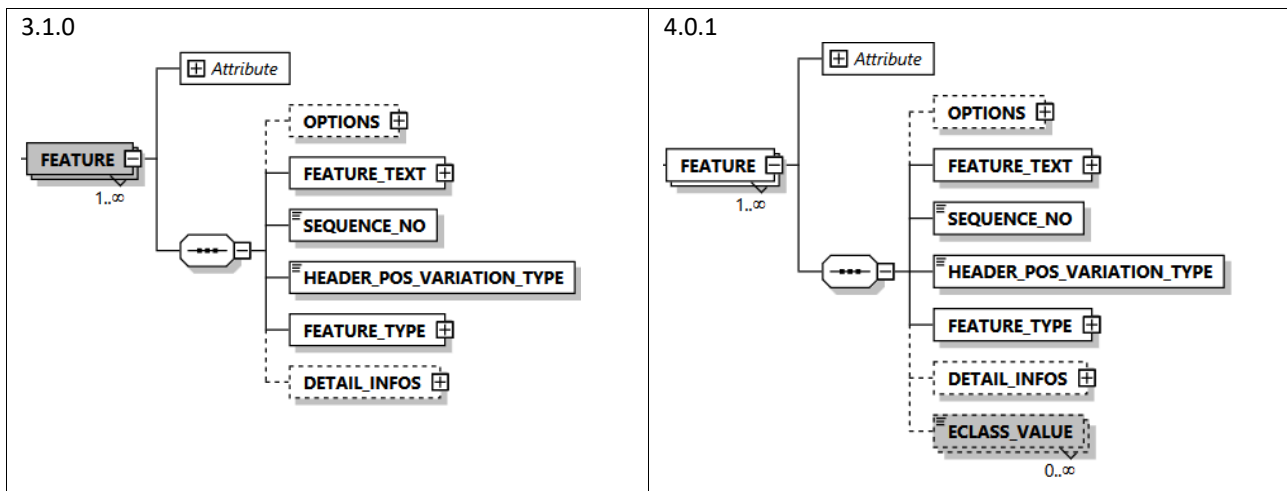 3.1.0
Attribute
OPTIONS
FEATURE_TEXT
FEATURE
1..∞
SEQUENCE_NO
HEADER_POS_VARIATION_TYPE
FEATURE_TYPE
DETAIL_INFOS
4.0.1
Attribute
OPTIONS
FEATURE_TEXT
FEATURE
1..∞
SEQUENCE_NO
HEADER_POS_VARIATION_TYPE
FEATURE_TYPE
DETAIL_INFOS
ECLASS_VALUE
0..∞